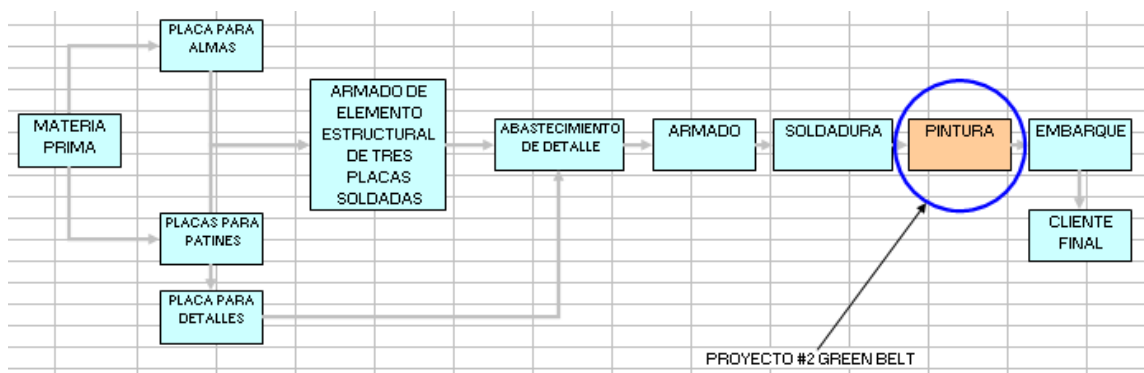 PLACA PARA
ALMAS
MATERIA
PRIMA
ARMADO DE
ELEMENTO
ESTRUCTURAL
DE TRES
PLACAS
SOLDADAS
ABASTECIMIENTO
DE DETALLE
ARMADO
SOLDADURA
PINTURA
EMBARQUE
PLACAS PARA
PATINES
CLIENTE
FINAL
PLACA PARA
DETALLES
PROYECTO #2 GREEN BELT